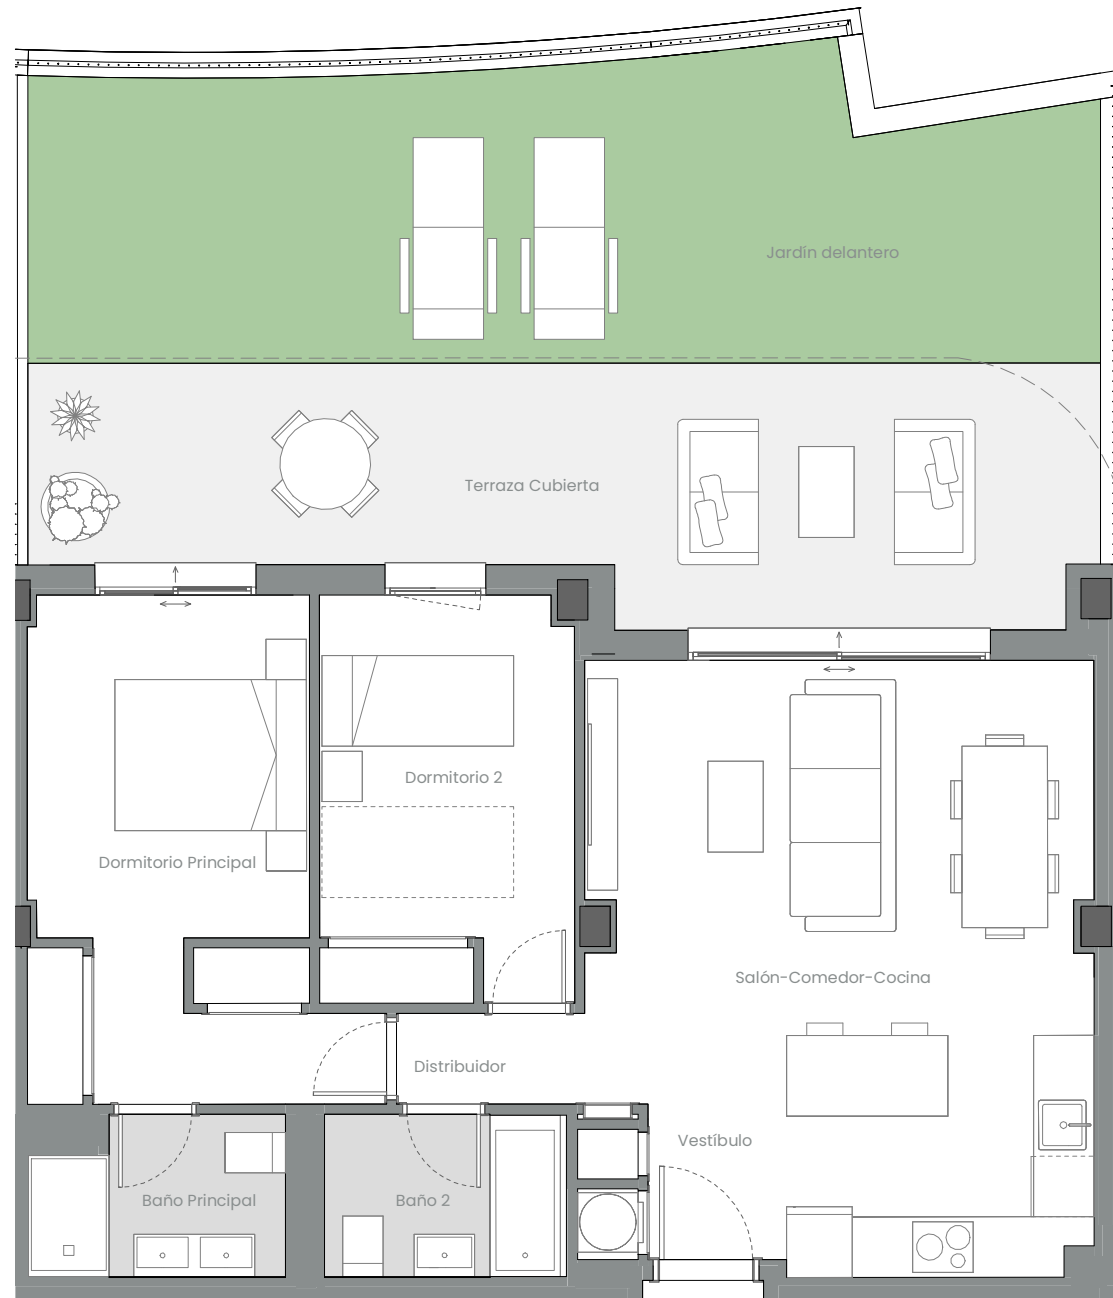 Jardín delantero
Terraza Cubierta
Dormitorio 2
Dormitorio Principal
Salón-Comedor-Cocina
Distribuidor
Vestíbulo
Baño Principal
Baño 2